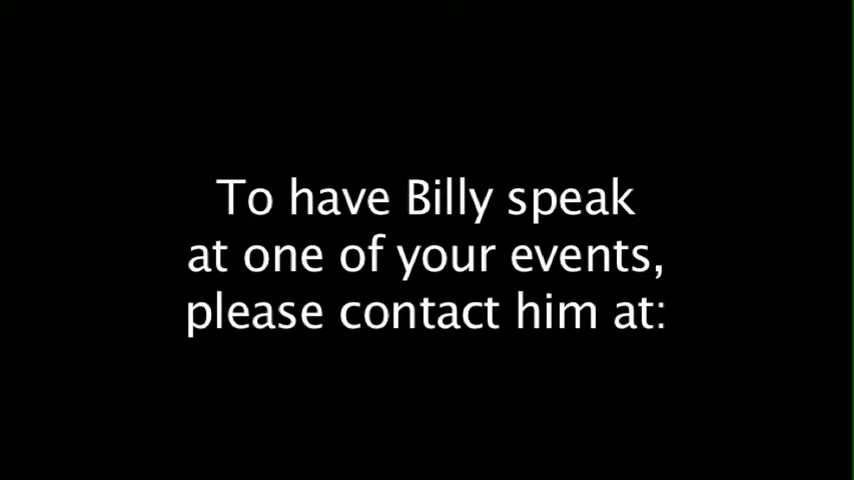 To have Billy speak
at one of your events,
please contact him at: